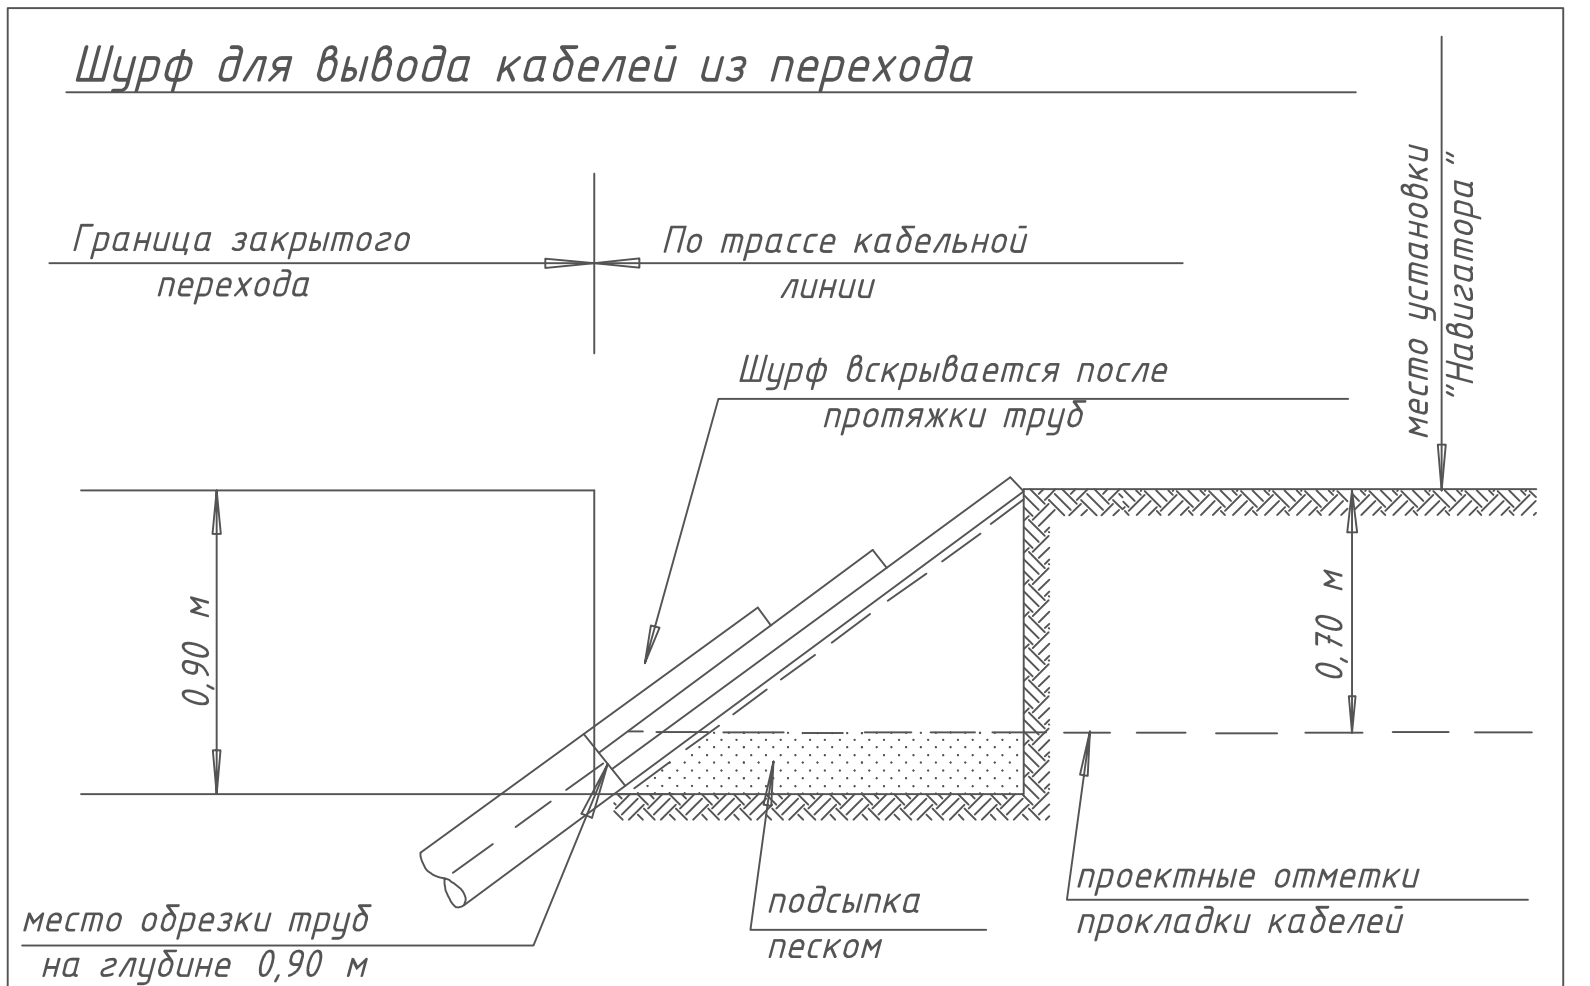 Шурф для вывода кабелей из перехода
Граница закрытого
перехода
По трассе кабельной
линии
место установки
"Навигатора"
Шурф вскрывается после
протяжки труб
0,90 м
0,70 м
проектные отметки
прокладки кабелей
подсыпка
песком
место обрезки труб
на глубине 0,90 м